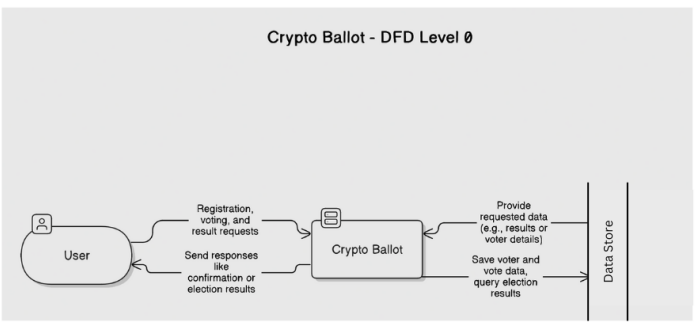 Crypto Ballot - DFD Level 0
Registration,
voting, and
result requests
User
Send responses
like
confirmation or
election results
Crypto Ballot
Provide
requested data
(e.g., results or
voter details)
Save voter and
vote data,
query election
results
Data Store